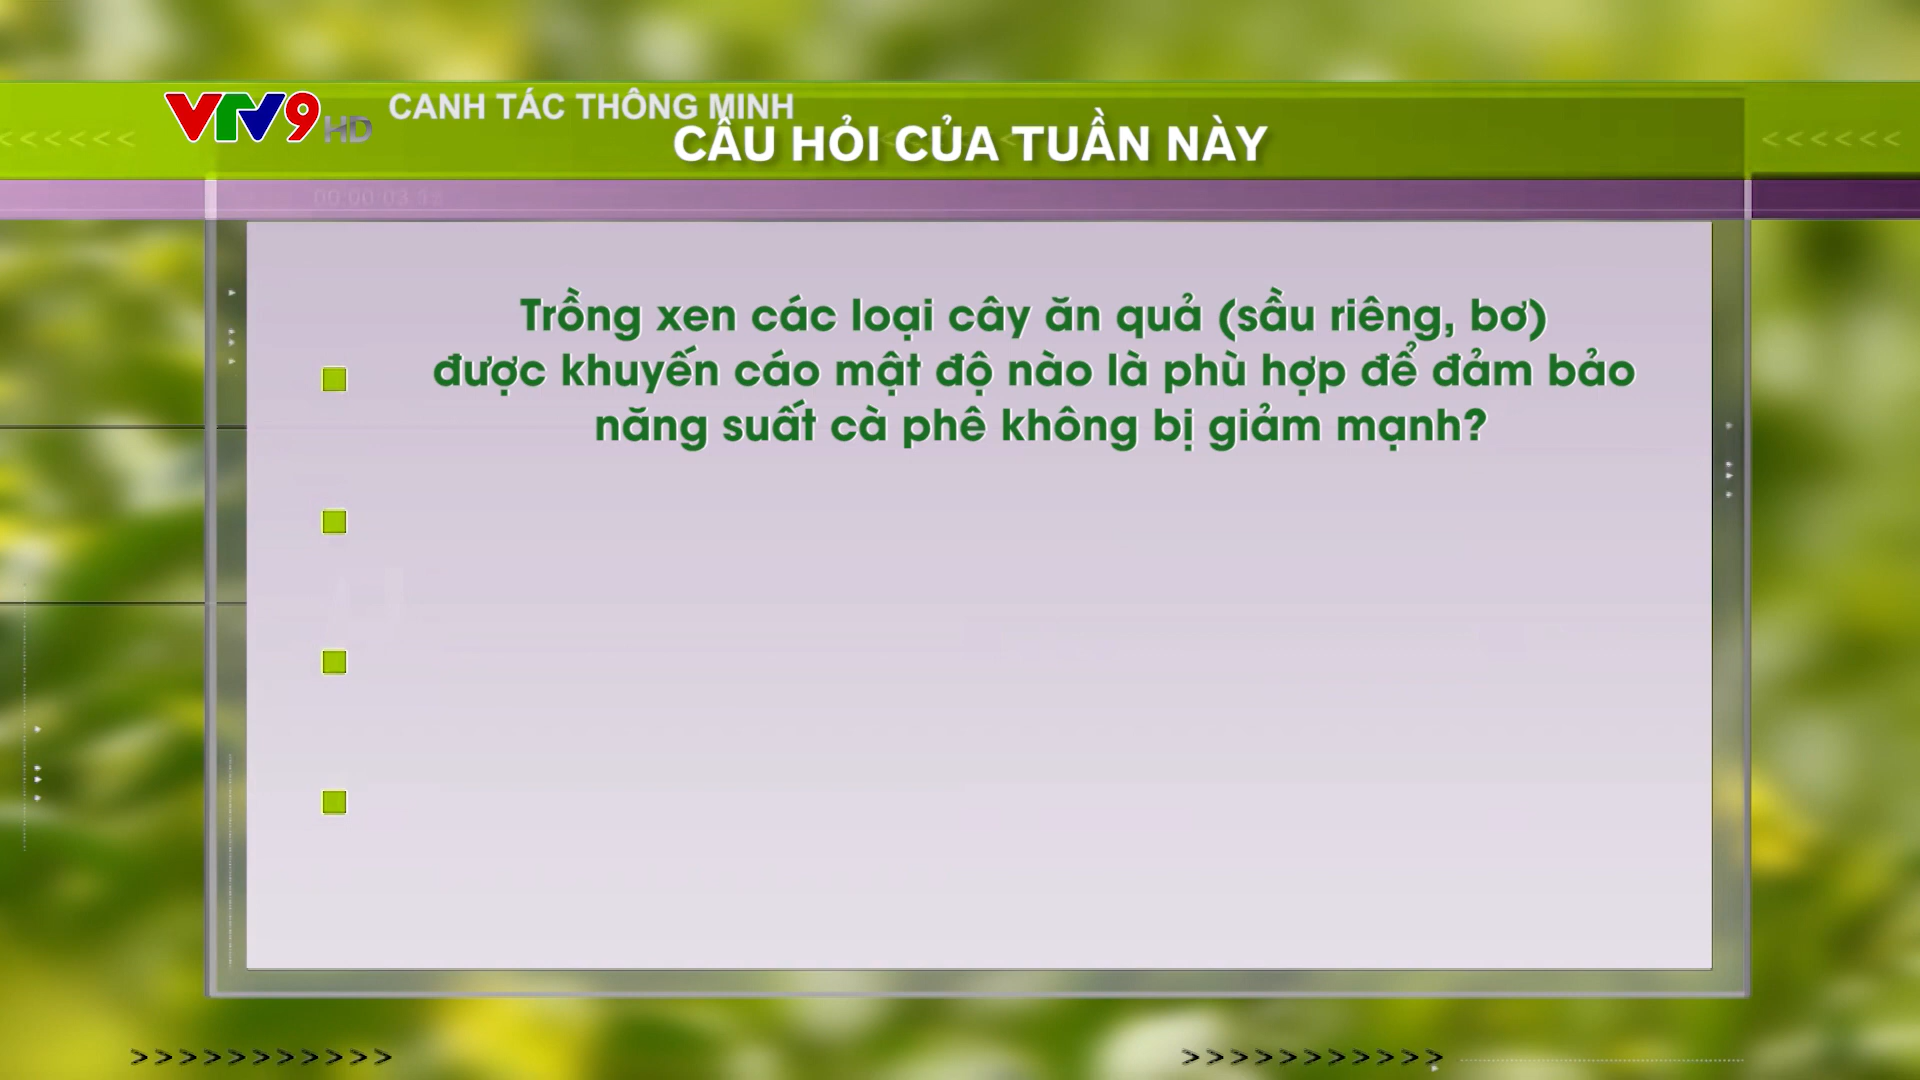 VTV9 HD
CANH TÁC THÔNG MINH
CÂU HỎI CỦA TUẦN NÀY
Trồng xen các loại cây ăn quả (sầu riêng, bơ)
được khuyến cáo mật độ nào là phù hợp để đảm bảo
năng suất cà phê không bị giảm mạnh?